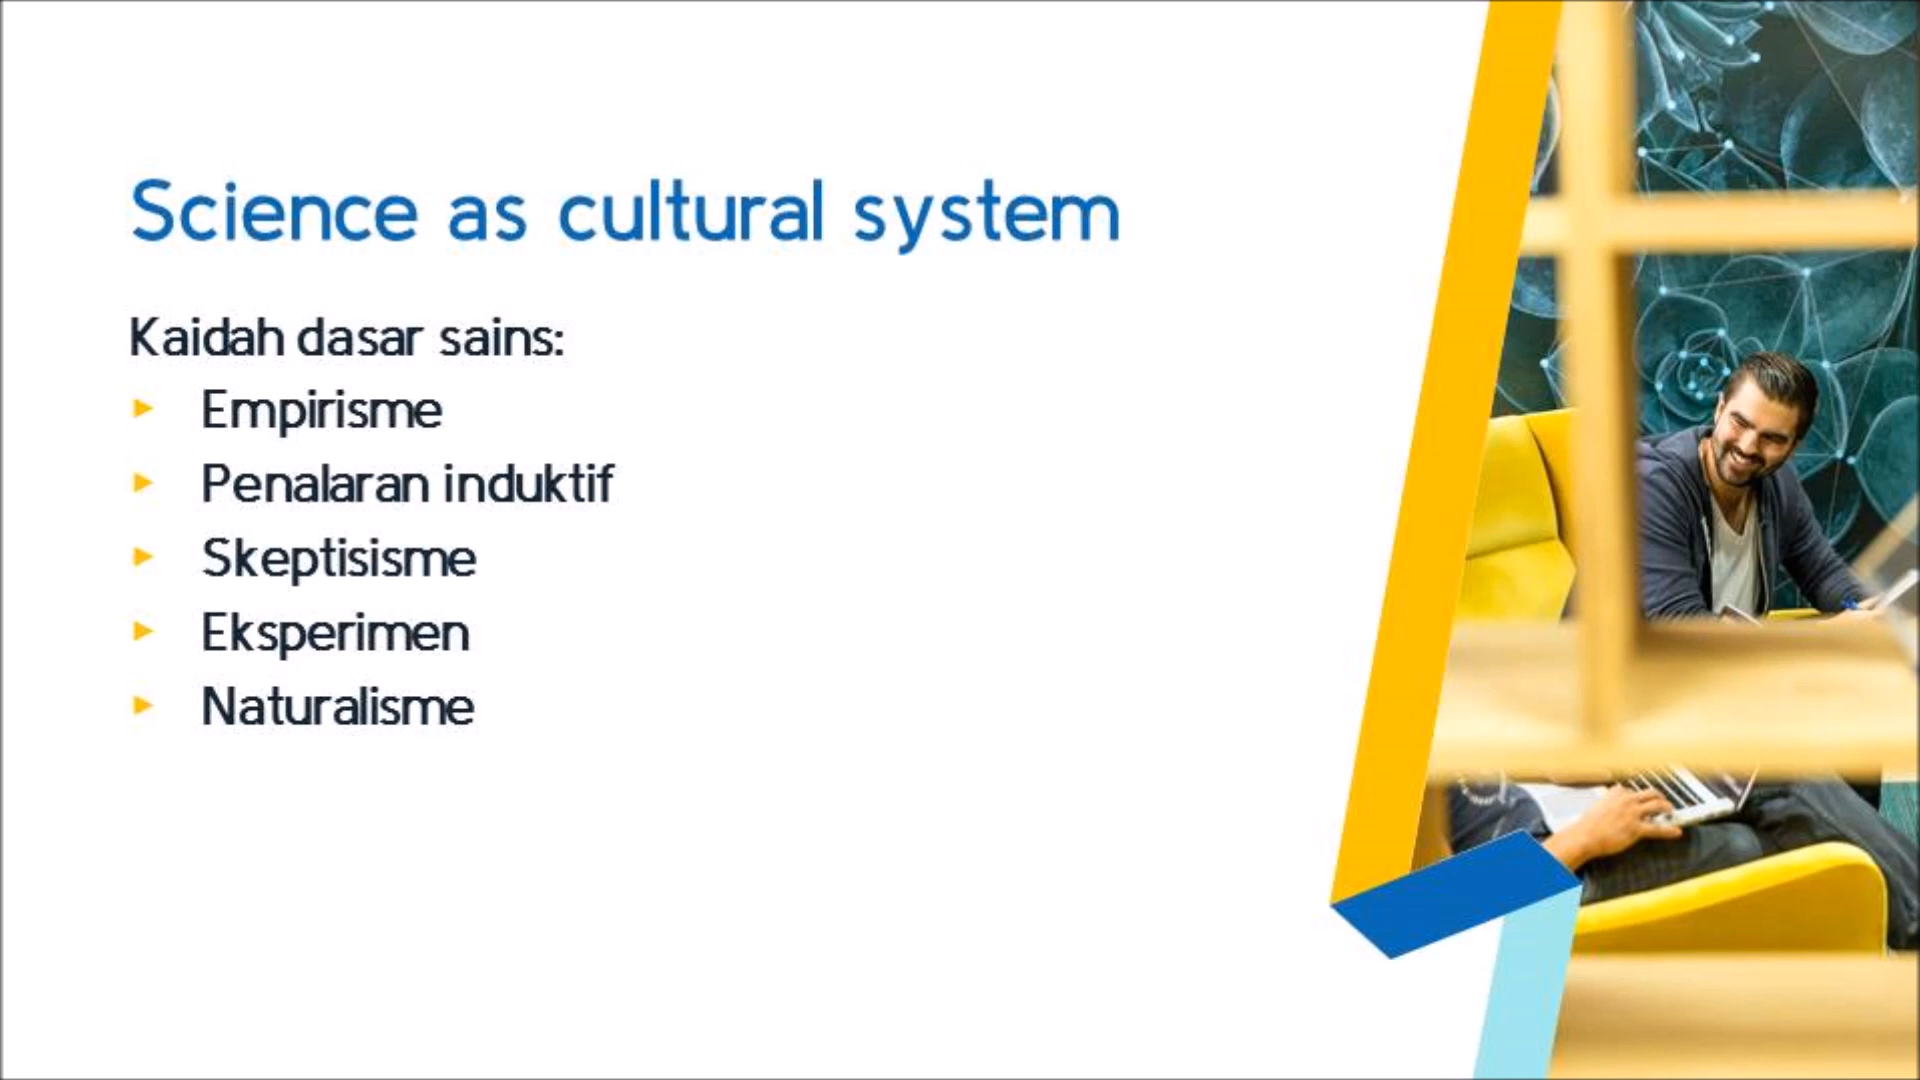 Science as cultural system
Kaidah dasar sains:
Empirisme
Penalaran induktif
Skeptisisme
Eksperimen
Naturalisme